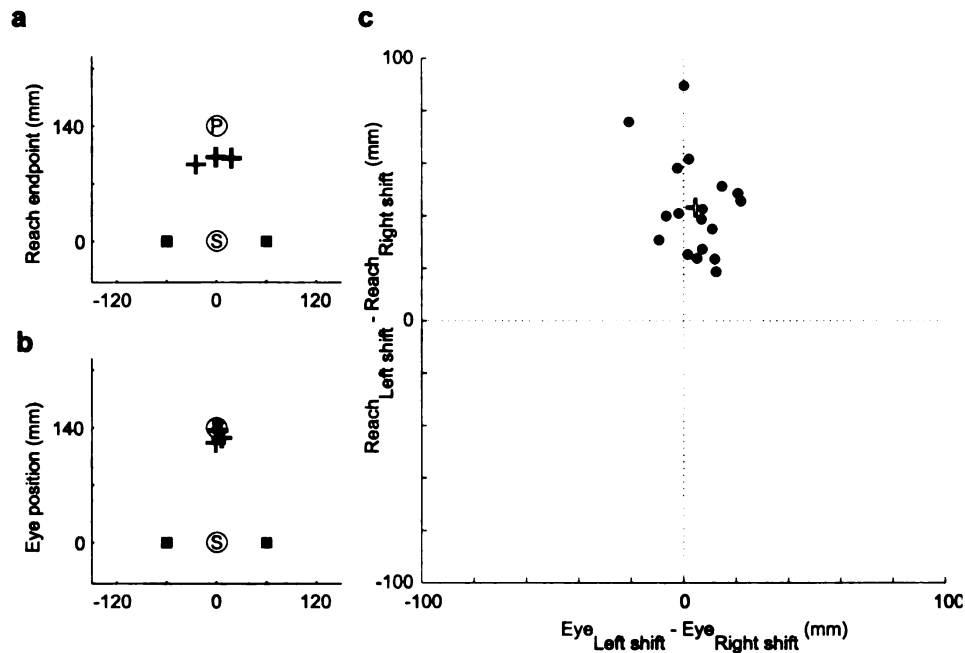 a
Reach endpoint (mm)
140
0
P
S
-120 0 120
b
Eye position (mm)
140
0
S
-120 0 120
c
Reach Left shift - Reach Right shift (mm)
100
0
-100
-100 0 100
Eye Left shift - Eye Right shift (mm)